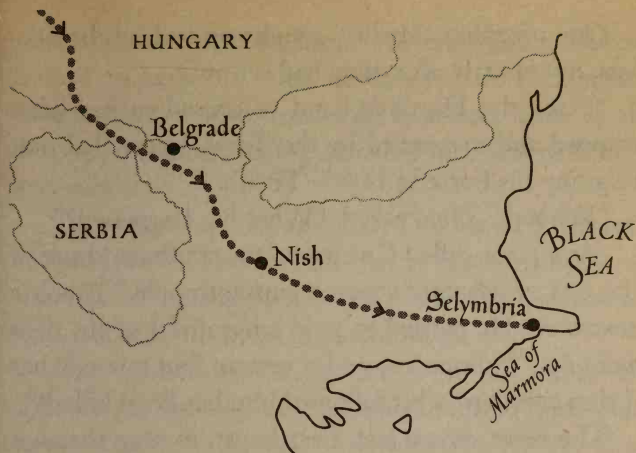 HUNGARY
Belgrade
SERBIA
Nish
BLACK
SEA
Selymbria
Sea of
Marmora